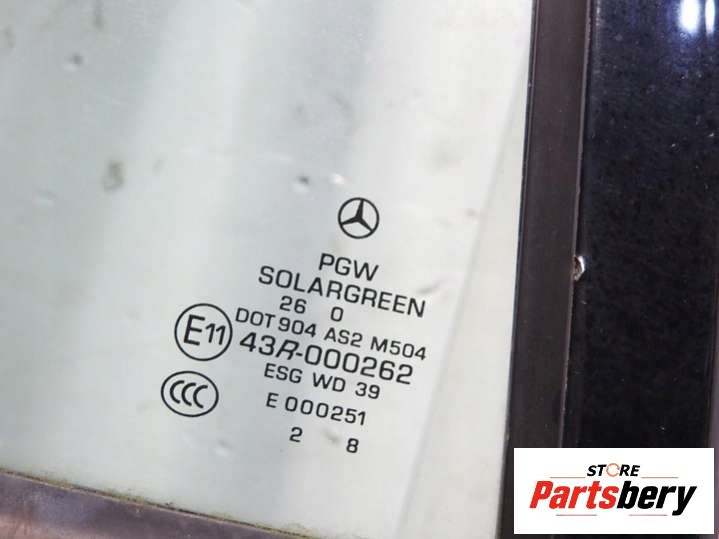 PGW
SOLARGREEN
26 0
DOT 904 AS2 M504
E11
43R-000262
CCC
ESG WD 39
E 000251
2 8
STORE
Partsbery